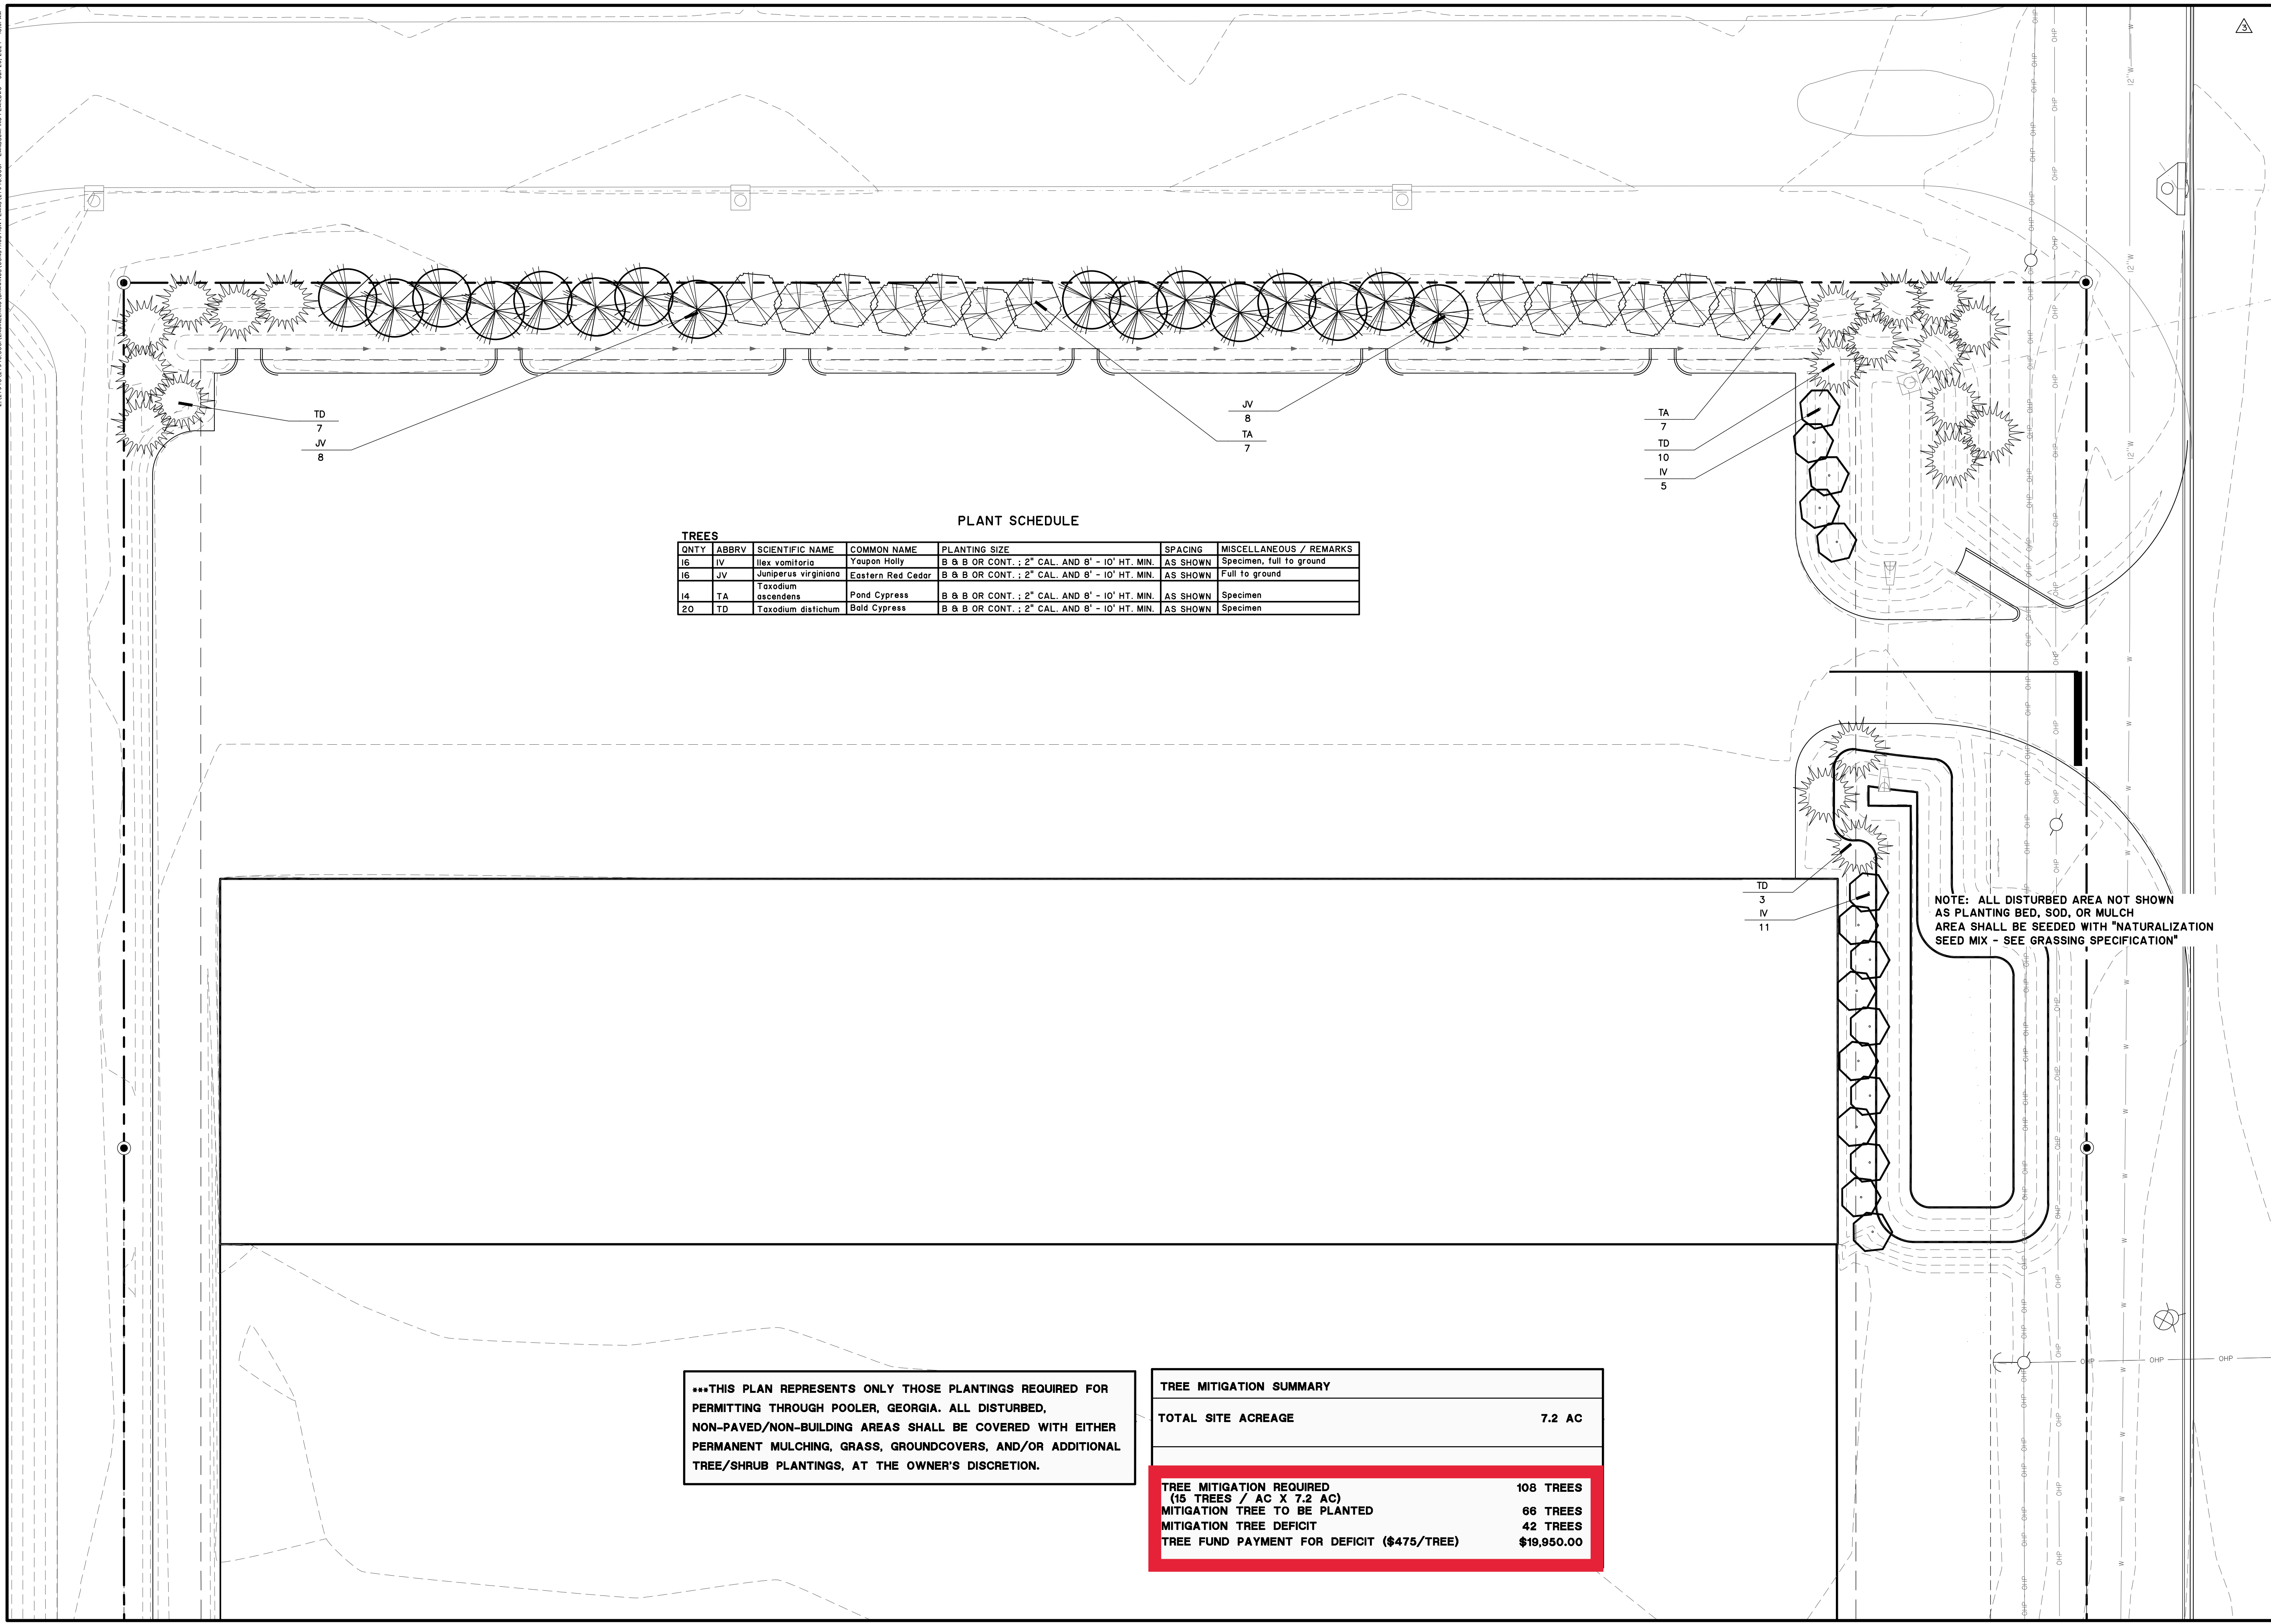 3
TD
7
JV
8
JV
8
TA
7
TA
7
TD
10
IV
5
PLANT SCHEDULE
TREES
QNTY ABBRV SCIENTIFIC NAME COMMON NAME PLANTING SIZE SPACING MISCELLANEOUS / REMARKS
16 IV Ilex vomitoria Yaupon Holly B & B OR CONT. ; 2" CAL. AND 8' - 10' HT. MIN. AS SHOWN Specimen, full to ground
16 JV Juniperus virginiana Eastern Red Cedar B & B OR CONT. ; 2" CAL. AND 8' - 10' HT. MIN. AS SHOWN Full to ground
14 TA Taxodium
ascendens Pond Cypress B & B OR CONT. ; 2" CAL. AND 8' - 10' HT. MIN. AS SHOWN Specimen
20 TD Taxodium distichum Bald Cypress B & B OR CONT. ; 2" CAL. AND 8' - 10' HT. MIN. AS SHOWN Specimen
12"W
12"W
12"W
OHP
OHP
OHP
W
W
W
TD
3
IV
11
NOTE: ALL DISTURBED AREA NOT SHOWN
AS PLANTING BED, SOD, OR MULCH
AREA SHALL BE SEEDED WITH "NATURALIZATION
SEED MIX - SEE GRASSING SPECIFICATION"
OHP OHP OHP
***THIS PLAN REPRESENTS ONLY THOSE PLANTINGS REQUIRED FOR
PERMITTING THROUGH POOLER, GEORGIA. ALL DISTURBED,
NON-PAVED/NON-BUILDING AREAS SHALL BE COVERED WITH EITHER
PERMANENT MULCHING, GRASS, GROUNDCOVERS, AND/OR ADDITIONAL
TREE/SHRUB PLANTINGS, AT THE OWNER'S DISCRETION.
TREE MITIGATION SUMMARY
TOTAL SITE ACREAGE 7.2 AC
TREE MITIGATION REQUIRED 108 TREES
(15 TREES / AC X 7.2 AC)
MITIGATION TREE TO BE PLANTED 66 TREES
MITIGATION TREE DEFICIT 42 TREES
TREE FUND PAYMENT FOR DEFICIT ($475/TREE) $19,950.00